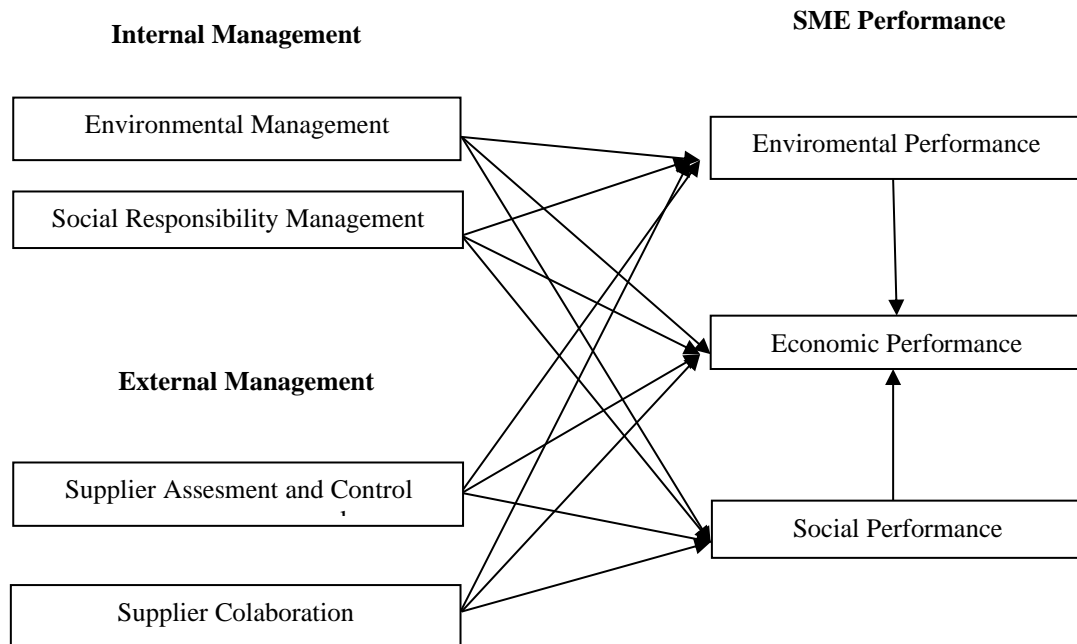 Internal Management
Environmental Management
Social Responsibility Management
External Management
Supplier Assesment and Control
Supplier Colaboration
SME Performance
Enviromental Performance
Economic Performance
Social Performance